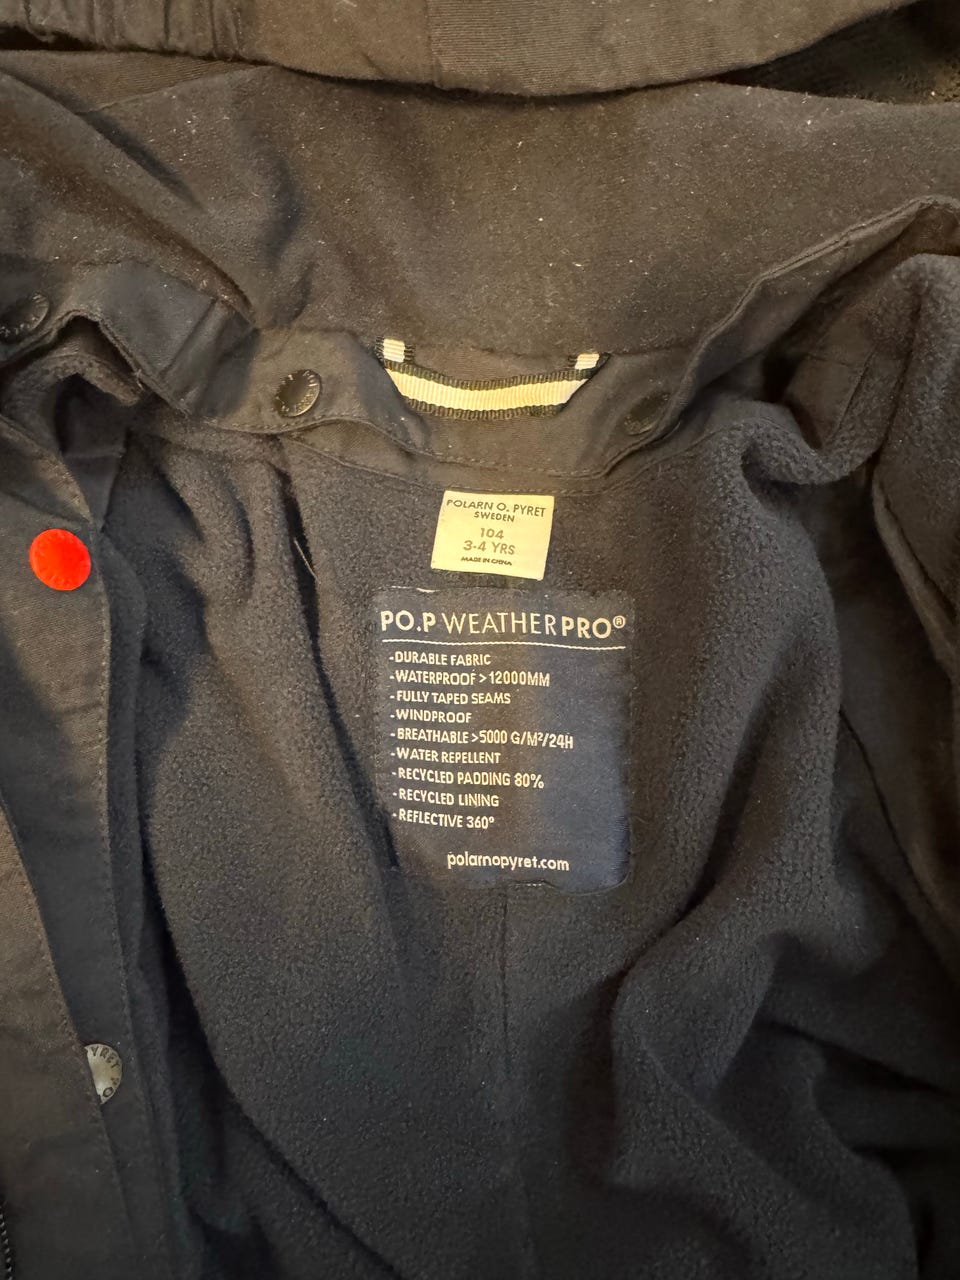 POLARN O. PYRET
SWEDEN
104
3-4 YRS
MADE IN CHINA
PO.P WEATHERPRO®
-DURABLE FABRIC
-WATERPROOF >12000MM
-FULLY TAPED SEAMS
-WINDPROOF
-BREATHABLE >5000 G/M²/24H
-WATER REPELLENT
-RECYCLED PADDING 80%
-RECYCLED LINING
-REFLECTIVE 360°
polarnopyret.com